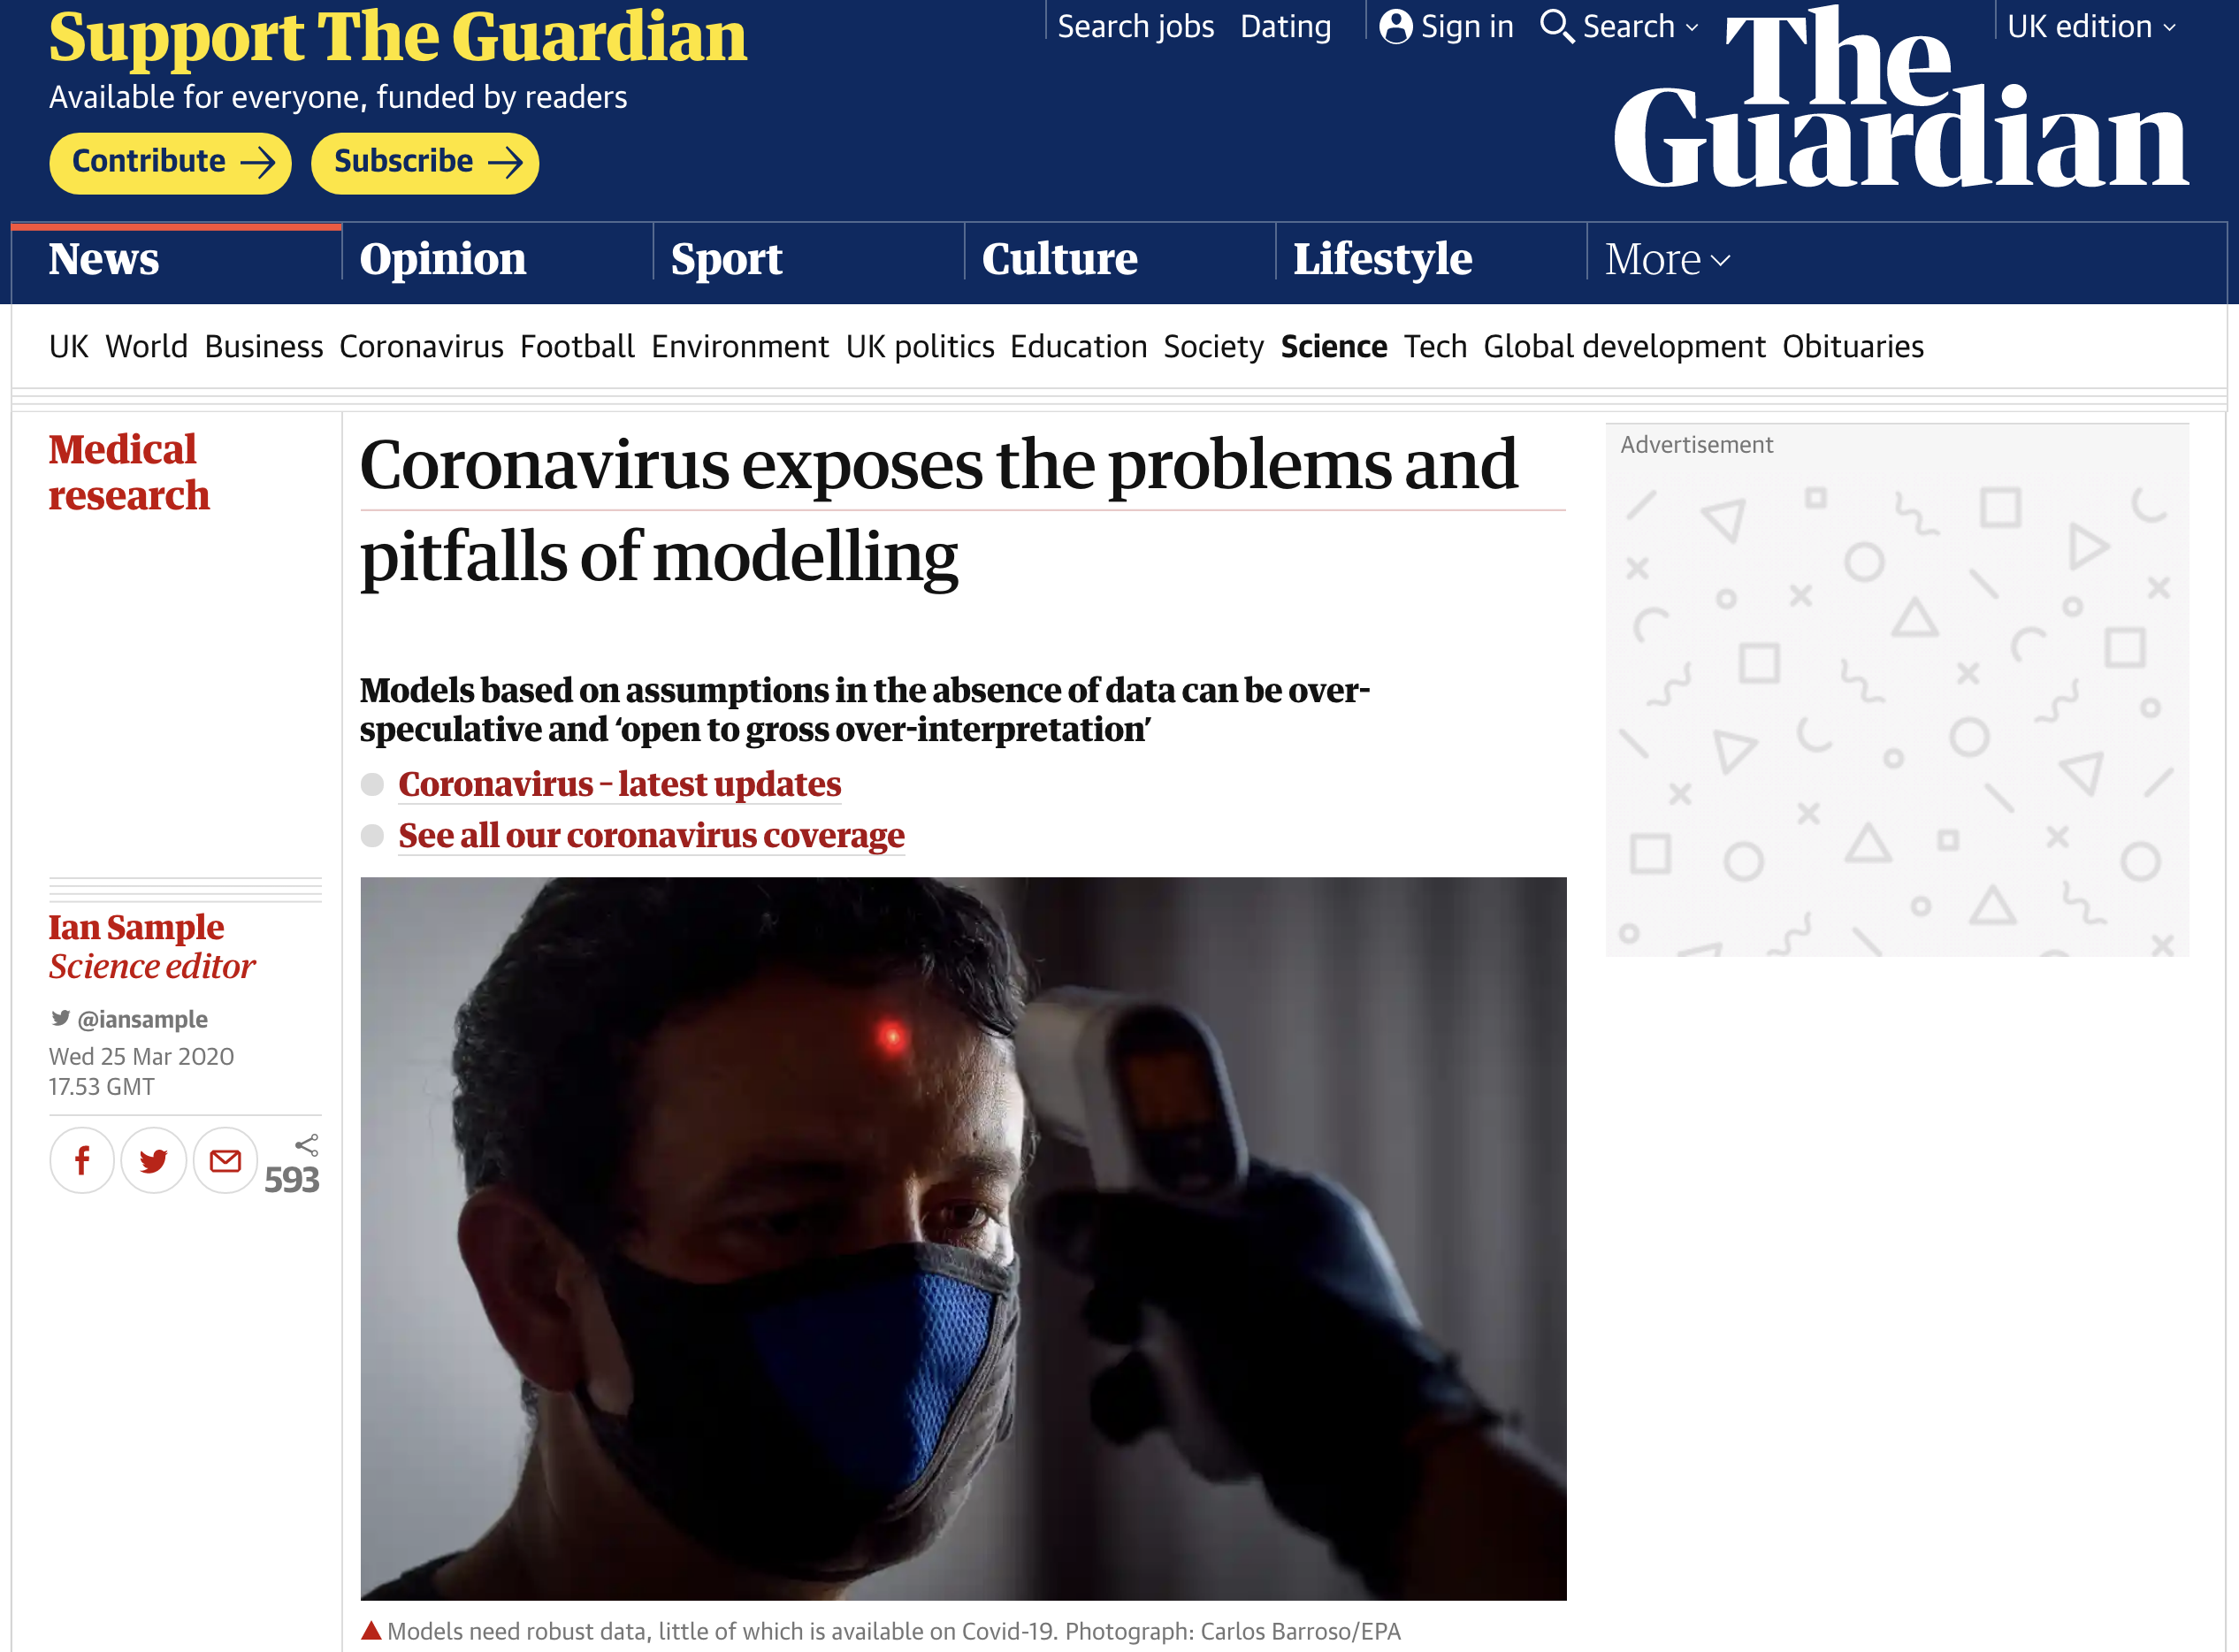 Support The Guardian
Available for everyone, funded by readers
Contribute
Subscribe
Search jobs
Dating
Sign in
Search
UK edition
The
Guardian
News
Opinion
Sport
Culture
Lifestyle
More
UK World Business Coronavirus Football Environment UK politics Education Society Science Tech Global development Obituaries
Medical
research
Coronavirus exposes the problems and
pitfalls of modelling
Models based on assumptions in the absence of data can be over-
speculative and ‘open to gross over-interpretation’
Coronavirus – latest updates
See all our coronavirus coverage
Ian Sample
Science editor
@iansample
Wed 25 Mar 2020
17.53 GMT
593
Models need robust data, little of which is available on Covid-19. Photograph: Carlos Barroso/EPA
Advertisement